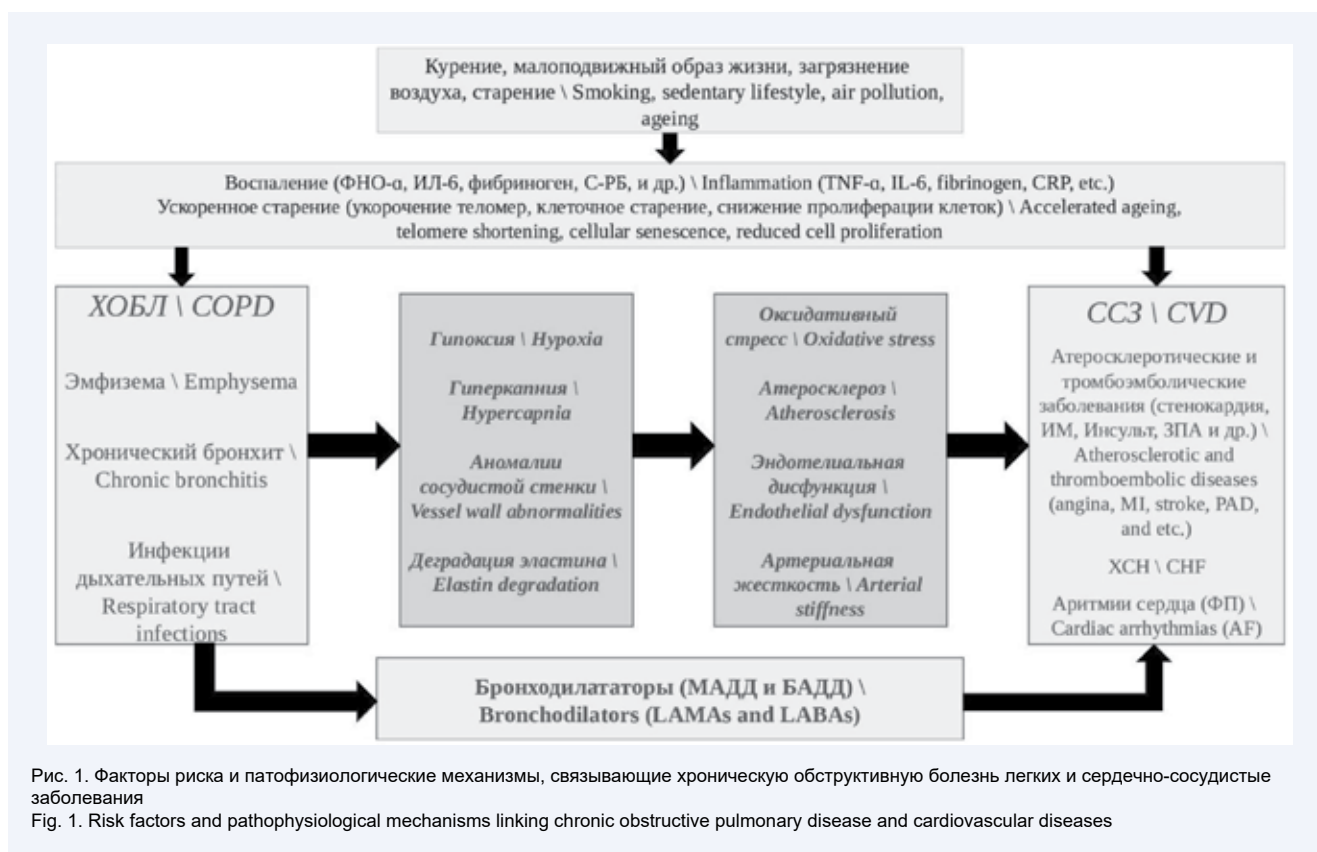 Курение, малоподвижный образ жизни, загрязнение
воздуха, старение \ Smoking, sedentary lifestyle, air pollution,
ageing
Воспаление (ФНО-α, ИЛ-6, фибриноген, С-РБ, и др.) \ Inflammation (TNF-α, IL-6, fibrinogen, CRP, etc.)
Ускоренное старение (укорочение теломер, клеточное старение, снижение пролиферации клеток) \ Accelerated ageing,
telomere shortening, cellular senescence, reduced cell proliferation
ХОБЛ \ COPD
Эмфизема \ Emphysema
Хронический бронхит \
Chronic bronchitis
Инфекции
дыхательных путей \
Respiratory tract
infections
Гипоксия \ Hypoxia
Гиперкапния \
Hypercapnia
Аномалии
сосудистой стенки \
Vessel wall abnormalities
Деградация эластина \
Elastin degradation
Оксидативный
стресс \ Oxidative stress
Атеросклероз \
Atherosclerosis
Эндотелиальная
дисфункция \
Endothelial dysfunction
Артериальная
жесткость \ Arterial
stiffness
ССЗ \ CVD
Атеросклеротические и
тромбоэмболические
заболевания (стенокардия,
ИМ, Инсульт, ЗПА и др.) \
Atherosclerotic and
thromboembolic diseases
(angina, MI, stroke, PAD,
and etc.)
ХСН \ CHF
Аритмии сердца (ФП) \
Cardiac arrhythmias (AF)
Бронходилататоры (МАДД и БАДД) \
Bronchodilators (LAMAs and LABAs)
Рис. 1. Факторы риска и патофизиологические механизмы, связывающие хроническую обструктивную болезнь легких и сердечно-сосудистые
заболевания
Fig. 1. Risk factors and pathophysiological mechanisms linking chronic obstructive pulmonary disease and cardiovascular diseases